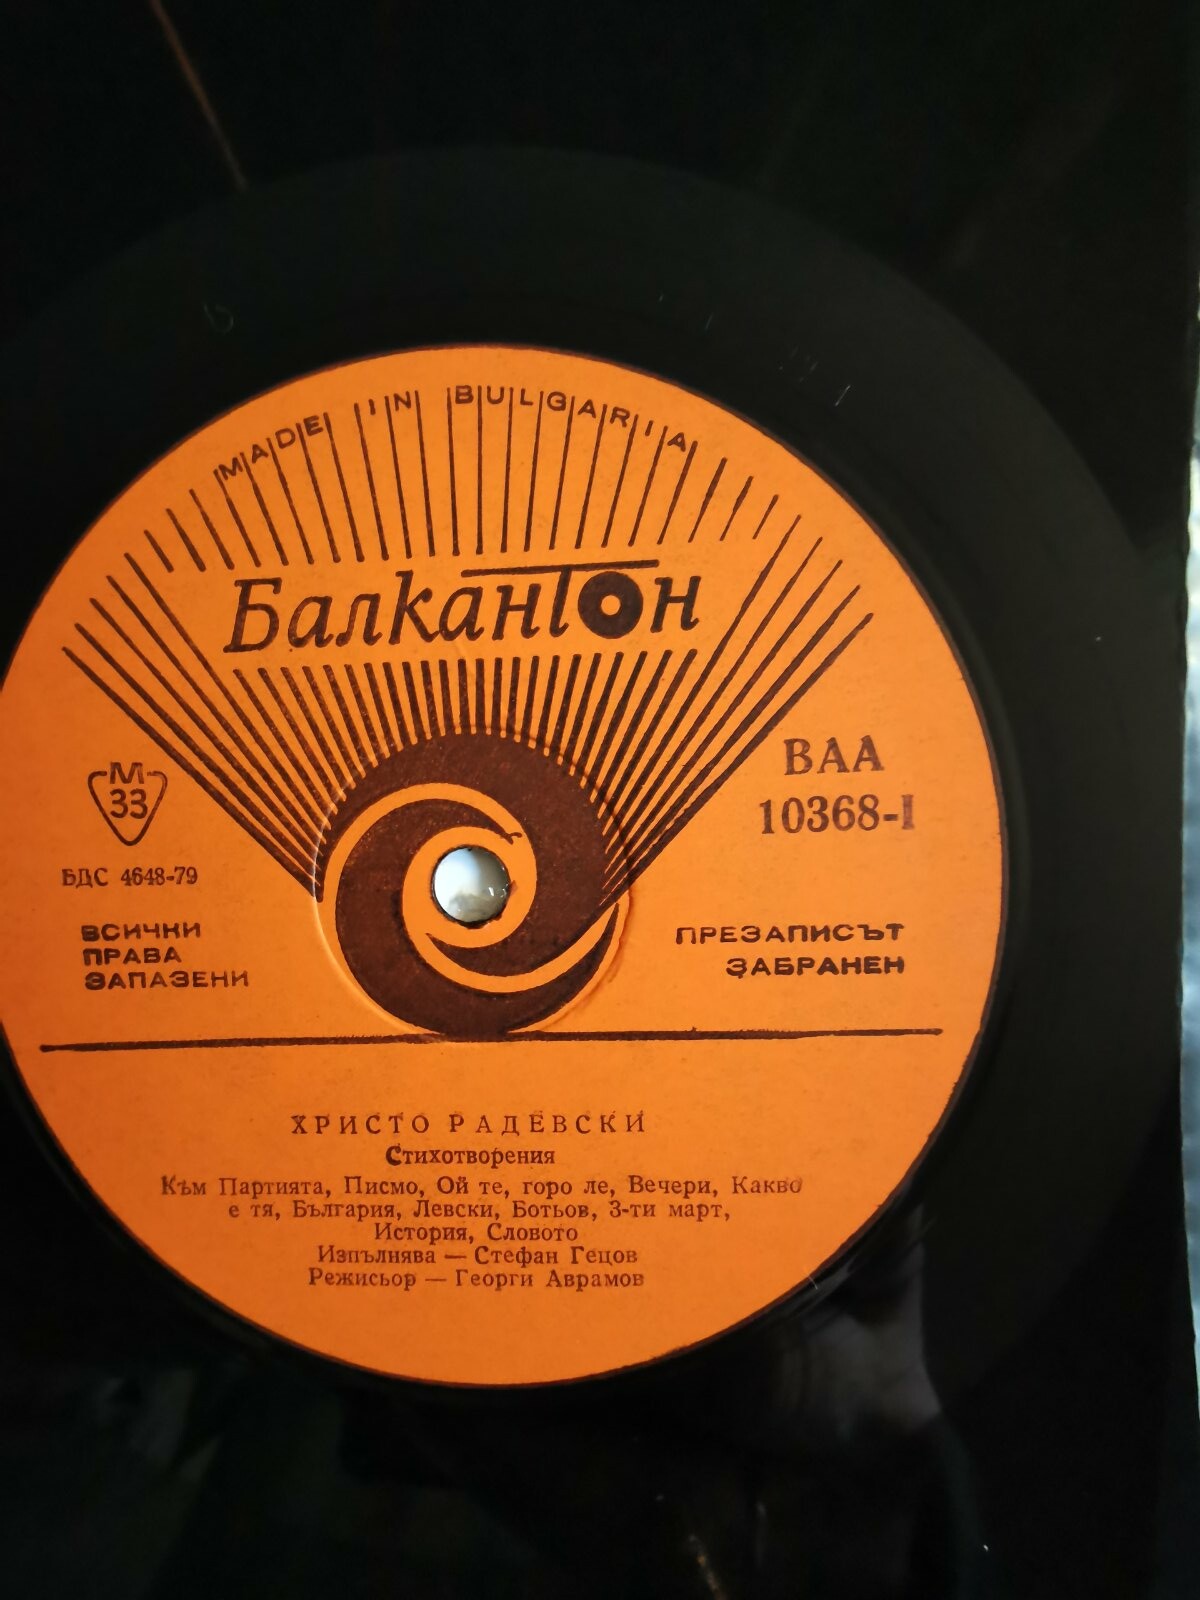 MADE IN BULGARIA
Балкантон
М
33
БДС 4648-79
ВСИЧКИ
ПРАВА
ЗАПАЗЕНИ
ВАА
10368-I
ПРЕЗАПИСЪТ
ЗАБРАНЕН
ХРИСТО РАДЕВСКИ
Стихотворения
Към Партията, Писмо, Ой те, горо ле, Вечери, Какво
е тя, България, Левски, Ботьов, 3-ти март,
История, Словото
Изпълнява — Стефан Гецов
Режисьор — Георги Аврамов